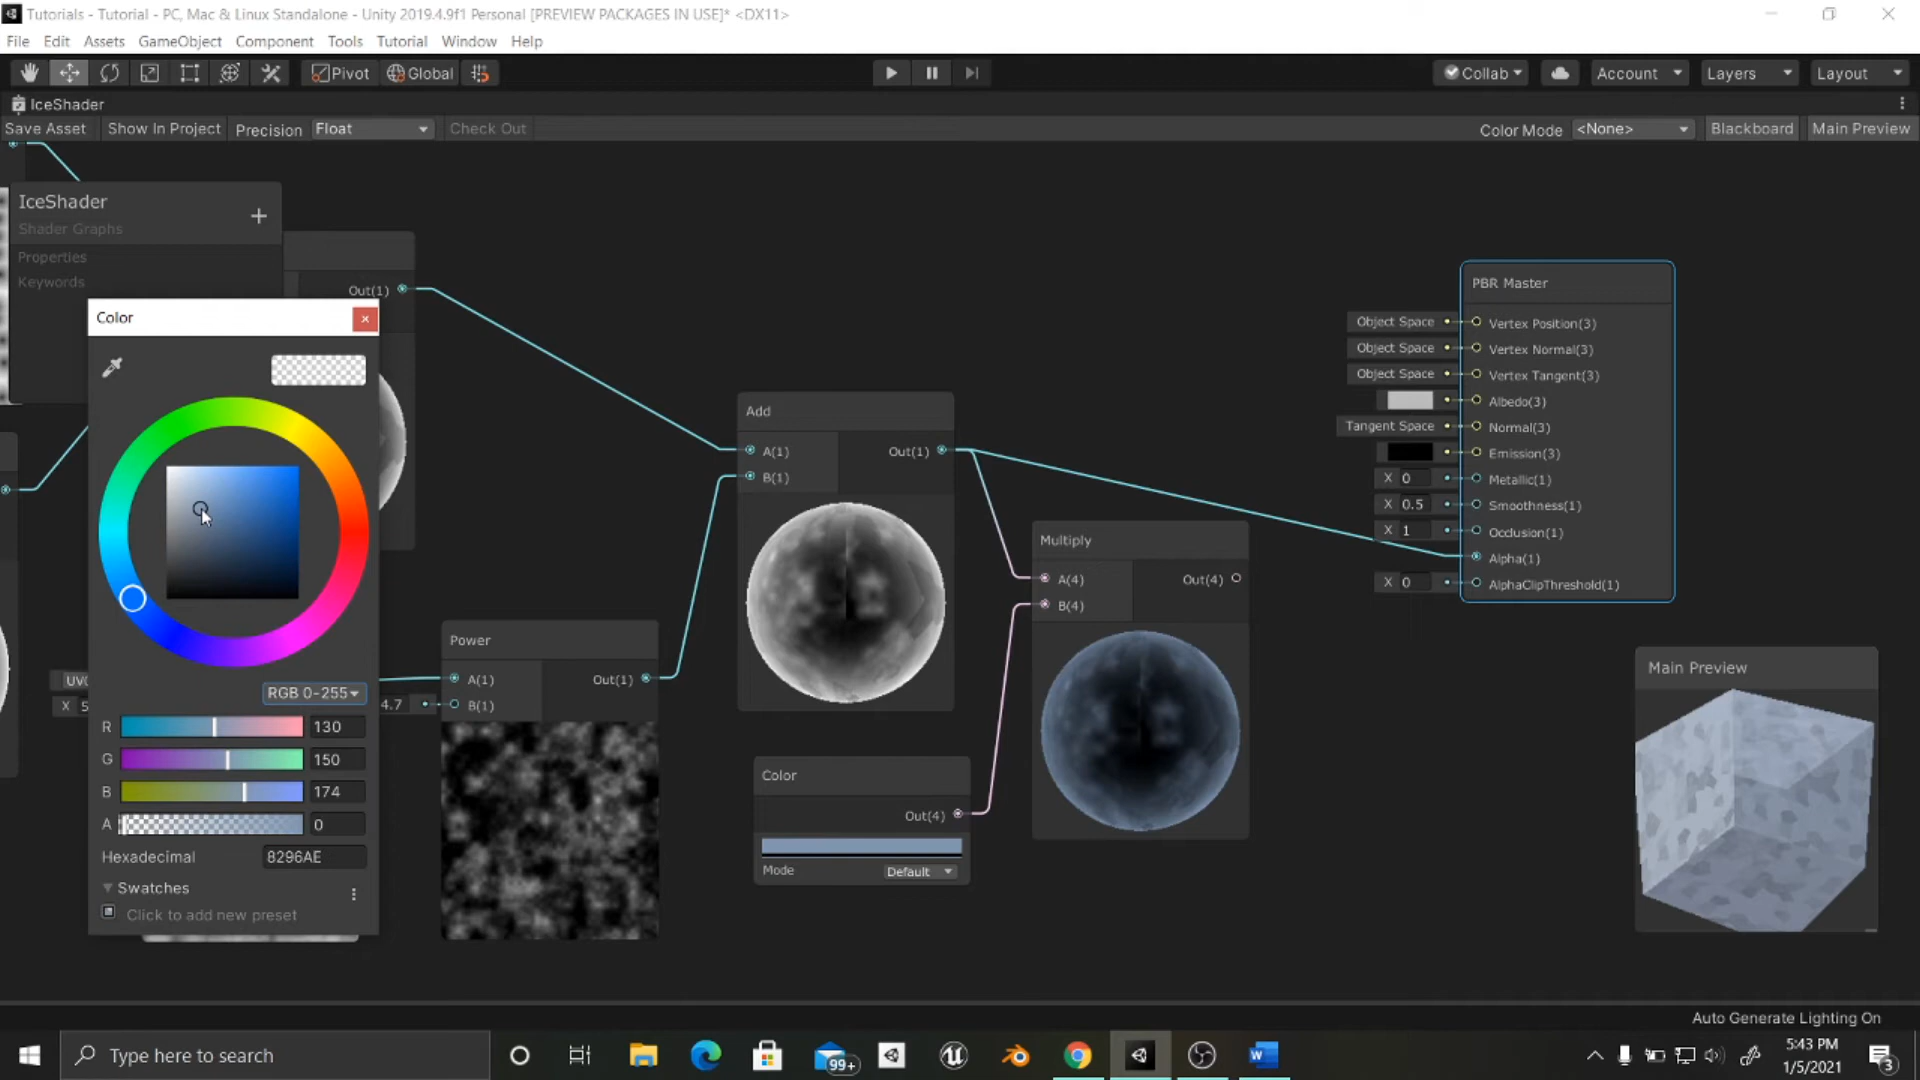 Tutorials - Tutorial - PC, Mac & Linux Standalone - Unity 2019.4.9f1 Personal [PREVIEW PACKAGES IN USE]* <DX11>
File Edit Assets GameObject Component Tools Tutorial Window Help
Pivot Global Collab Account Layers Layout
IceShader
Save Asset Show In Project Precision Float Check Out Color Mode <None> Blackboard Main Preview
IceShader
Shader Graphs
Properties
Keywords
Out(1)
Color
RGB 0-255
R 130
G 150
B 174
A 0
Hexadecimal 8296AE
Swatches
Click to add new preset
UV0
X 5
4.7
Power
A(1) Out(1)
B(1)
Add
A(1) Out(1)
B(1)
Color
Out(4)
Mode Default
Multiply
A(4) Out(4)
B(4)
PBR Master
Object Space Vertex Position(3)
Object Space Vertex Normal(3)
Object Space Vertex Tangent(3)
Albedo(3)
Tangent Space Normal(3)
Emission(3)
X 0 Metallic(1)
X 0.5 Smoothness(1)
X 1 Occlusion(1)
Alpha(1)
X 0 AlphaClipThreshold(1)
Main Preview
Auto Generate Lighting On
Type here to search
99+
5:43 PM
1/5/2021
3